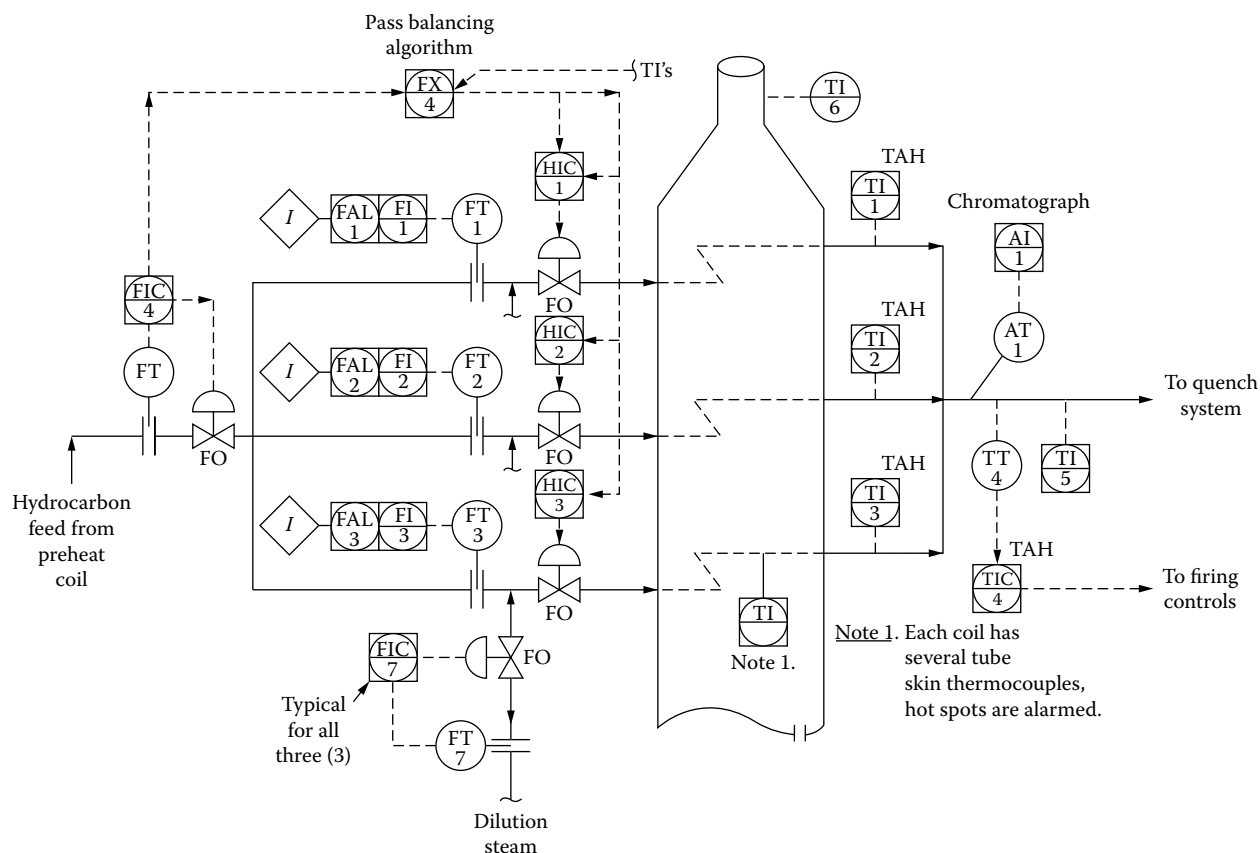 Pass balancing
algorithm
FX
4
TI's
TI
6
HIC
1
TAH
TI
1
Chromatograph
AI
1
I
FAL
1
FI
1
FT
1
FIC
4
FO
HIC
2
TAH
TI
2
AT
1
FT
I
FAL
2
FI
2
FT
2
To quench
system
FO
FO
HIC
3
TAH
TI
3
TT
4
TI
5
Hydrocarbon
feed from
preheat
coil
I
FAL
3
FI
3
FT
3
FO
TAH
TIC
4
To firing
controls
TI
Note 1.
Note 1. Each coil has
several tube
skin thermocouples,
hot spots are alarmed.
FIC
7
FO
Typical
for all
three (3)
FT
7
Dilution
steam